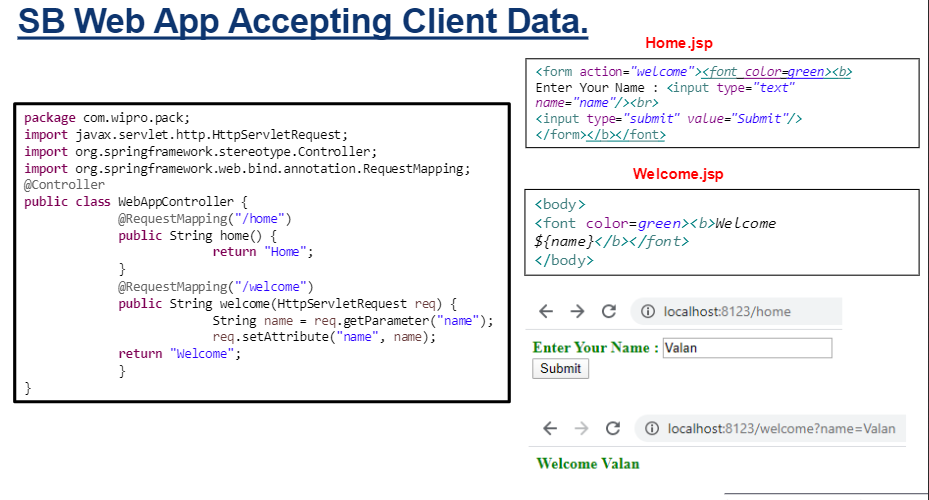 SB Web App Accepting Client Data.
package com.wipro.pack;
import javax.servlet.http.HttpServletRequest;
import org.springframework.stereotype.Controller;
import org.springframework.web.bind.annotation.RequestMapping;
@Controller
public class WebAppController {
@RequestMapping("/home")
public String home() {
return "Home";
}
@RequestMapping("/welcome")
public String welcome(HttpServletRequest req) {
String name = req.getParameter("name");
req.setAttribute("name", name);
return "Welcome";
}
}
Home.jsp
<form action="welcome"><font color=green><b>
Enter Your Name : <input type="text"
name="name"/><br>
<input type="submit" value="Submit"/>
</form></b></font>
Welcome.jsp
<body>
<font color=green><b>Welcome
${name}</b></font>
</body>
localhost:8123/home
Enter Your Name : Valan
Submit
localhost:8123/welcome?name=Valan
Welcome Valan